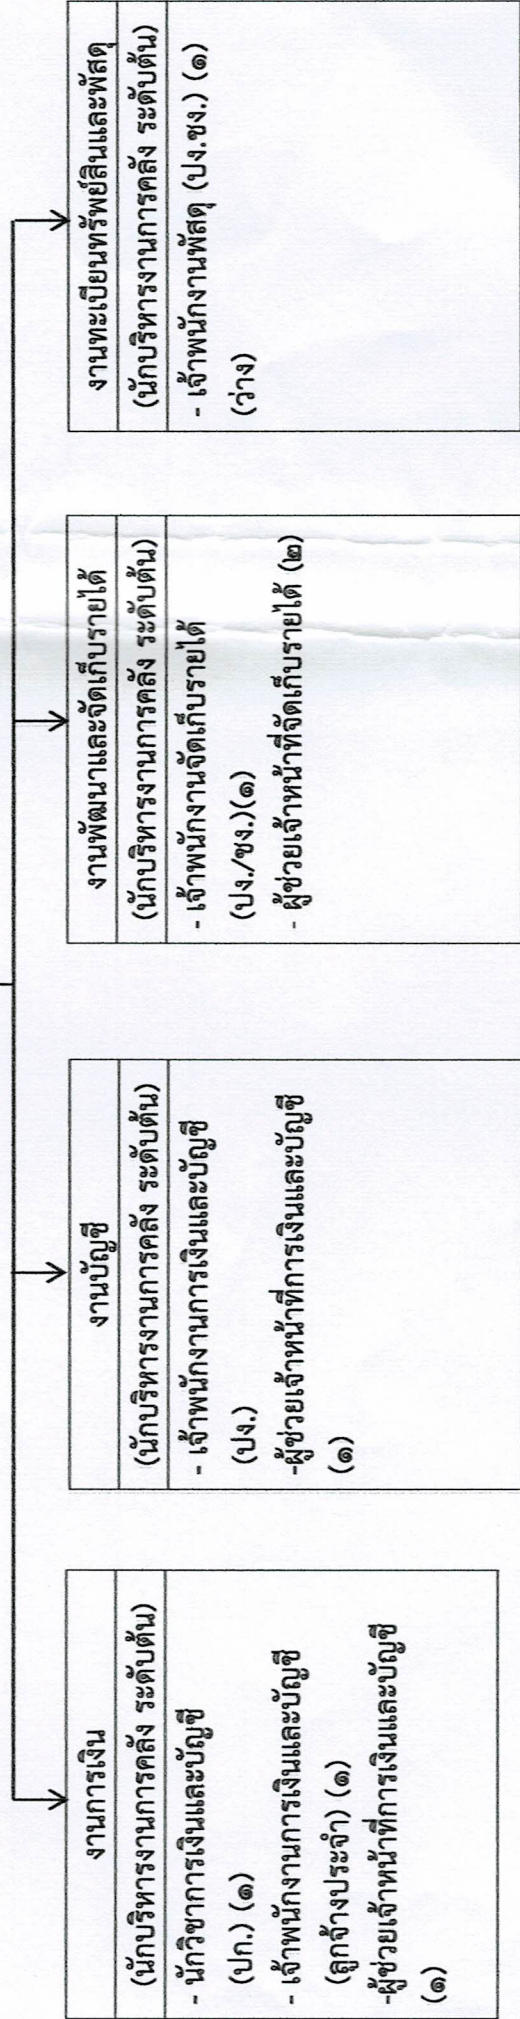 งานการเงิน
(นักบริหารงานการคลัง ระดับต้น)
- นักวิชาการเงินและบัญชี
(ปก.) (๑)
- เจ้าพนักงานการเงินและบัญชี
(ลูกจ้างประจำ) (๑)
-ผู้ช่วยเจ้าหน้าที่การเงินและบัญชี
(๑)
งานบัญชี
(นักบริหารงานการคลัง ระดับต้น)
- เจ้าพนักงานการเงินและบัญชี
(ปง.)
-ผู้ช่วยเจ้าหน้าที่การเงินและบัญชี
(๑)
งานพัฒนาและจัดเก็บรายได้
(นักบริหารงานการคลัง ระดับต้น)
- เจ้าพนักงานจัดเก็บรายได้
(ปง./ชง.)(๑)
- ผู้ช่วยเจ้าหน้าที่จัดเก็บรายได้ (๒)
งานทะเบียนทรัพย์สินและพัสดุ
(นักบริหารงานการคลัง ระดับต้น)
- เจ้าพนักงานพัสดุ (ปง.ชง.) (๑)
(ว่าง)